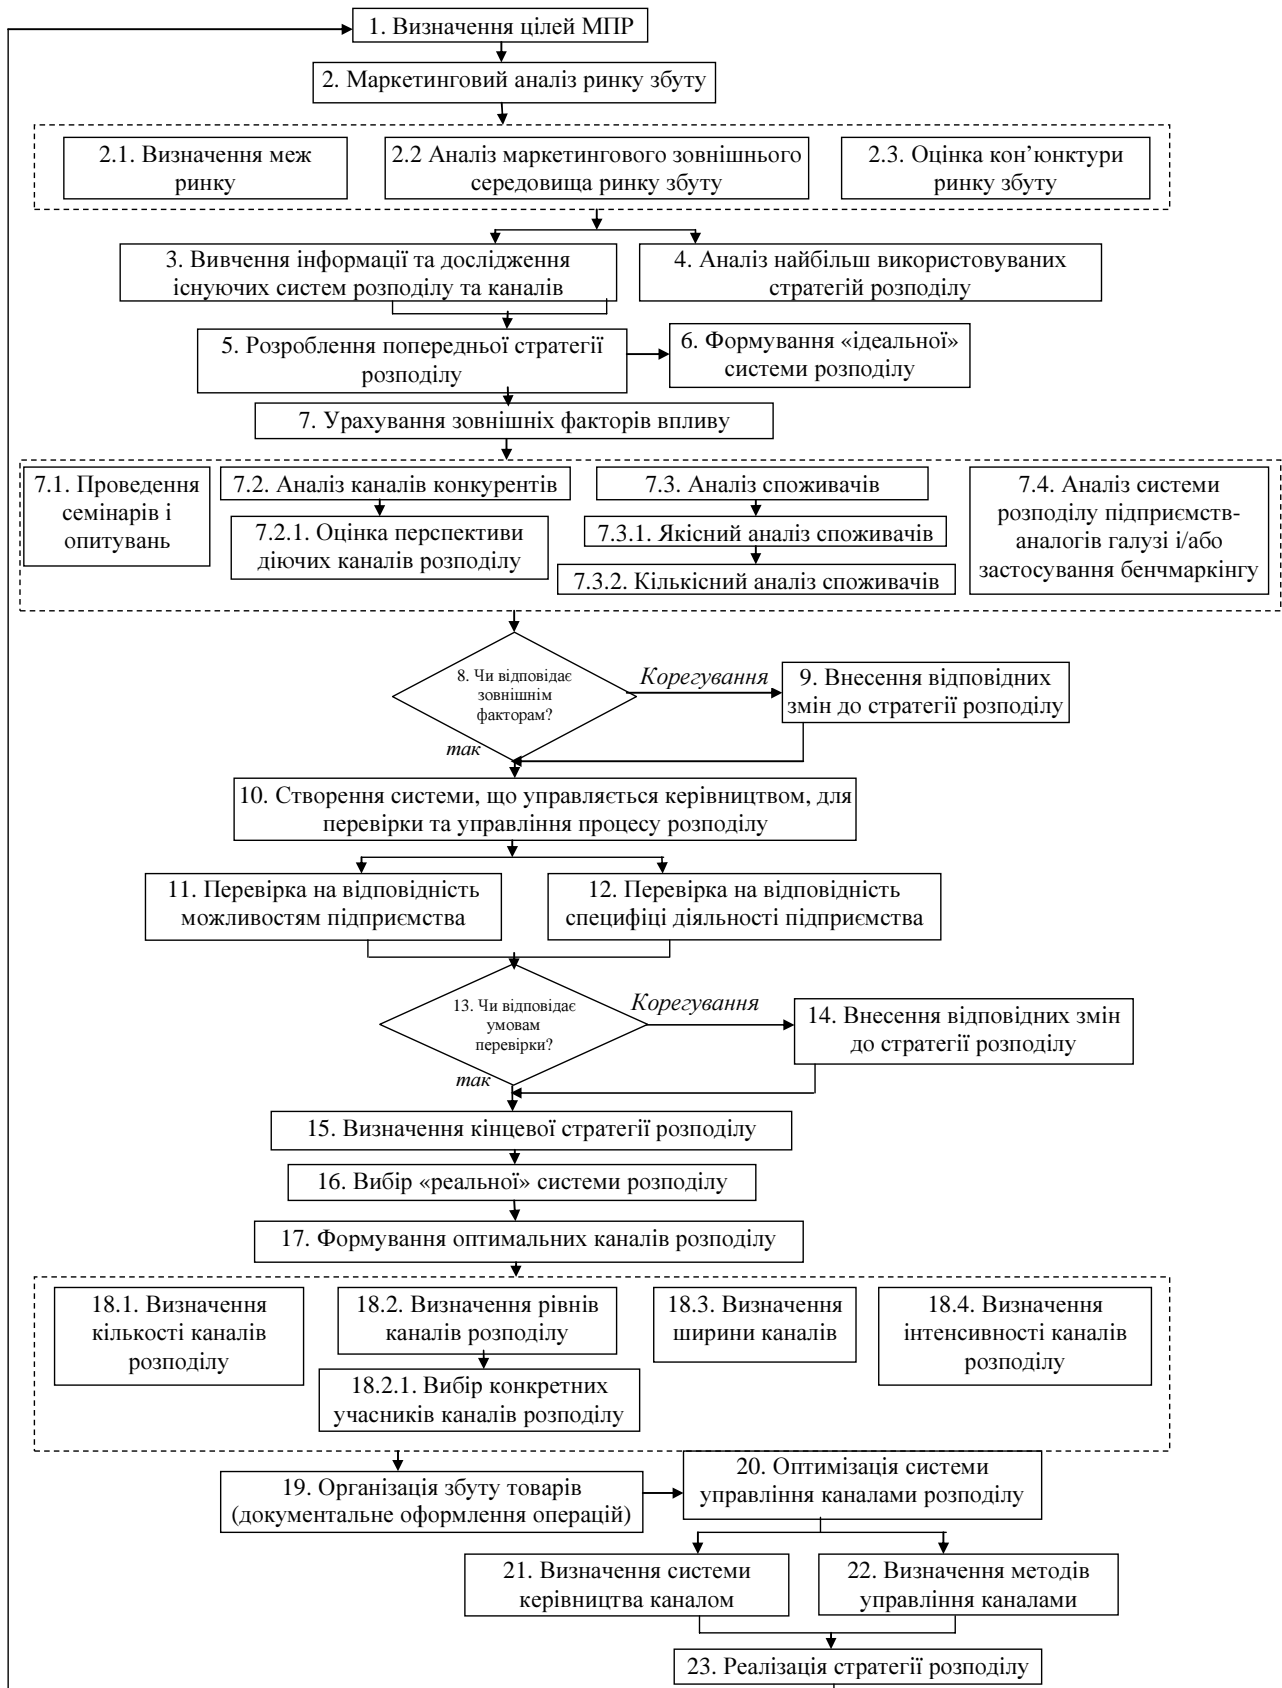 1. Визначення цілей МПР
2. Маркетинговий аналіз ринку збуту
2.1. Визначення меж
ринку
2.2 Аналіз маркетингового зовнішнього
середовища ринку збуту
2.3. Оцінка кон’юнктури
ринку збуту
3. Вивчення інформації та дослідження
існуючих систем розподілу та каналів
4. Аналіз найбільш використовуваних
стратегій розподілу
5. Розроблення попередньої стратегії
розподілу
6. Формування «ідеальної»
системи розподілу
7. Урахування зовнішніх факторів впливу
7.1. Проведення
семінарів і
опитувань
7.2. Аналіз каналів конкурентів
7.2.1. Оцінка перспективи
діючих каналів розподілу
7.3. Аналіз споживачів
7.3.1. Якісний аналіз споживачів
7.3.2. Кількісний аналіз споживачів
7.4. Аналіз системи
розподілу підприємств-
аналогів галузі і/або
застосування бенчмаркінгу
8. Чи відповідає
зовнішнім
факторам?
Корегування
9. Внесення відповідних
змін до стратегії розподілу
так
10. Створення системи, що управляється керівництвом, для
перевірки та управління процесу розподілу
11. Перевірка на відповідність
можливостям підприємства
12. Перевірка на відповідність
специфіці діяльності підприємства
13. Чи відповідає
умовам
перевірки?
Корегування
14. Внесення відповідних змін
до стратегії розподілу
так
15. Визначення кінцевої стратегії розподілу
16. Вибір «реальної» системи розподілу
17. Формування оптимальних каналів розподілу
18.1. Визначення
кількості каналів
розподілу
18.2. Визначення рівнів
каналів розподілу
18.2.1. Вибір конкретних
учасників каналів розподілу
18.3. Визначення
ширини каналів
18.4. Визначення
інтенсивності каналів
розподілу
19. Організація збуту товарів
(документальне оформлення операцій)
20. Оптимізація системи
управління каналами розподілу
21. Визначення системи
керівництва каналом
22. Визначення методів
управління каналами
23. Реалізація стратегії розподілу